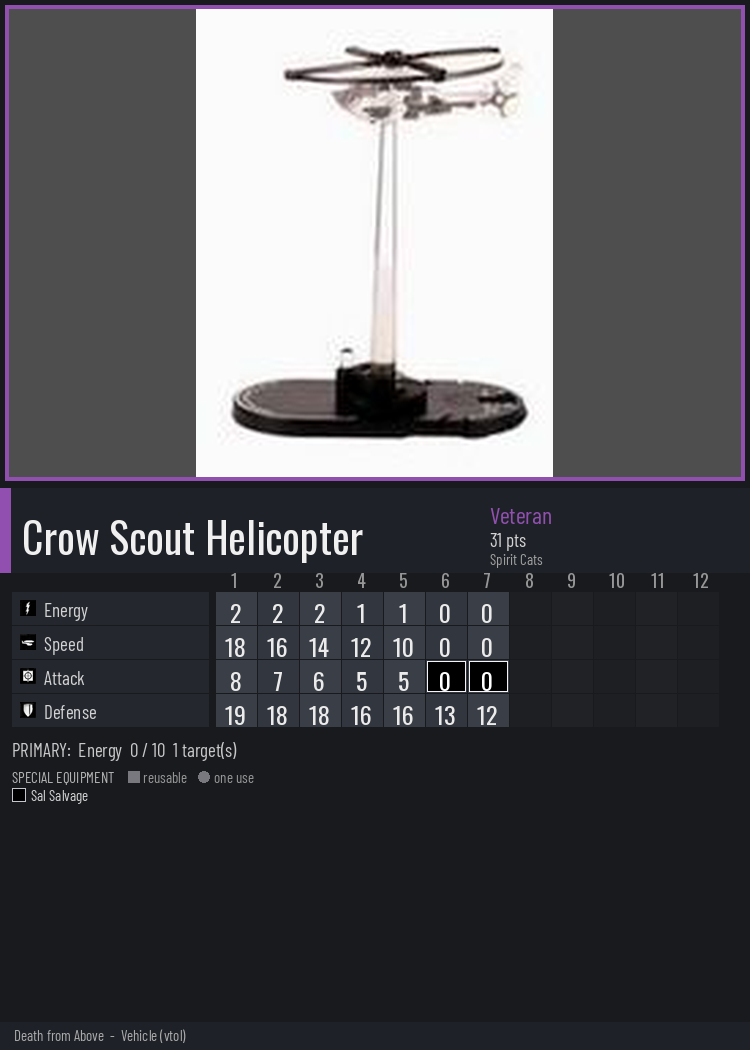 Crow Scout Helicopter
Veteran
31 pts
Spirit Cats
1 2 3 4 5 6 7 8 9 10 11 12
Energy 2 2 2 1 1 0 0
Speed 18 16 14 12 10 0 0
Attack 8 7 6 5 5 0 0
Defense 19 18 18 16 16 13 12
PRIMARY: Energy 0 / 10 1 target(s)
SPECIAL EQUIPMENT reusable one use
Sal Salvage
Death from Above - Vehicle (vtol)